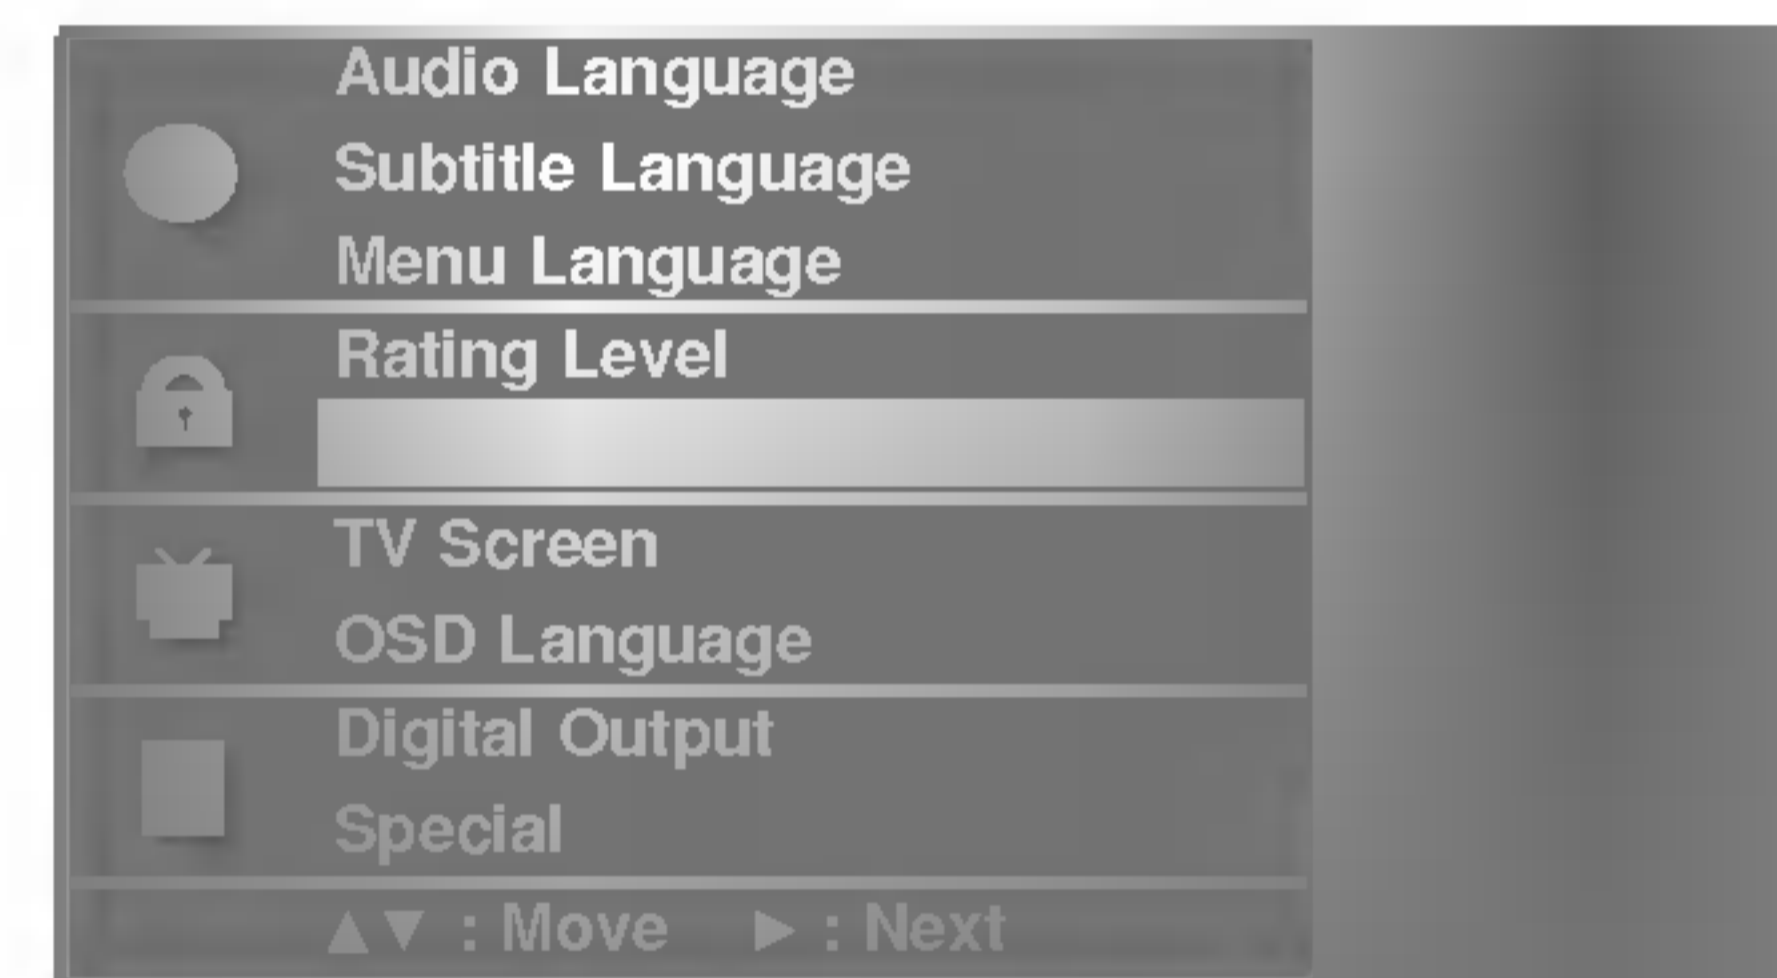 Audio Language
Subtitle Language
Menu Language
Rating Level
TV Screen
OSD Language
Digital Output
Special
▲▼ : Move ► : Next